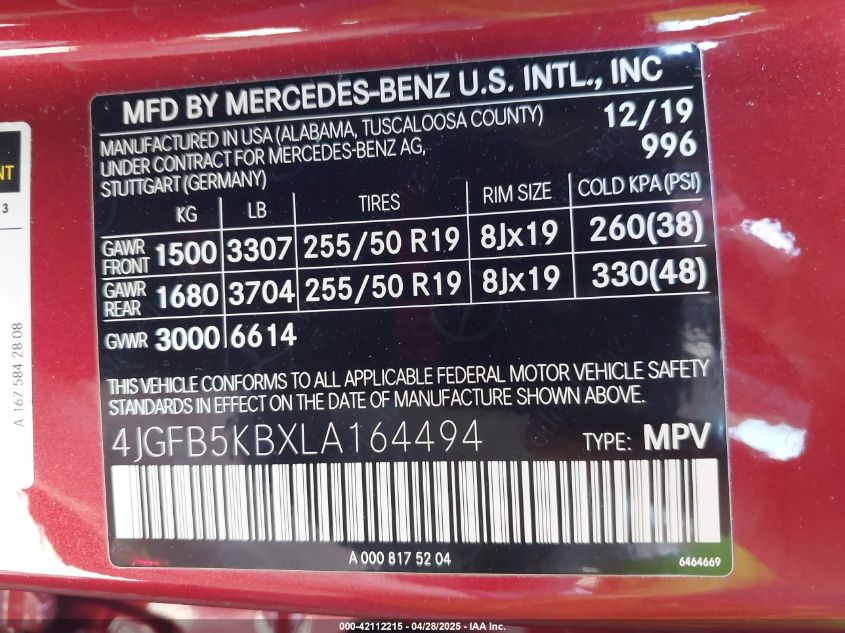 MFD BY MERCEDES-BENZ U.S. INTL., INC
MANUFACTURED IN USA (ALABAMA, TUSCALOOSA COUNTY) 12/19
UNDER CONTRACT FOR MERCEDES-BENZ AG, 996
STUTTGART (GERMANY)
KG LB TIRES RIM SIZE COLD KPA (PSI)
GAWR FRONT 1500 3307 255/50 R19 8Jx19 260(38)
GAWR REAR 1680 3704 255/50 R19 8Jx19 330(48)
GVWR 3000 6614
THIS VEHICLE CONFORMS TO ALL APPLICABLE FEDERAL MOTOR VEHICLE SAFETY
STANDARDS IN EFFECT ON THE DATE OF MANUFACTURE SHOWN ABOVE.
4JGFB5KBXLA164494 TYPE: MPV
A 000 817 52 04 6464669
NT
3
A 167 584 28 08
000-42112215 - 04/28/2025 - IAA Inc.